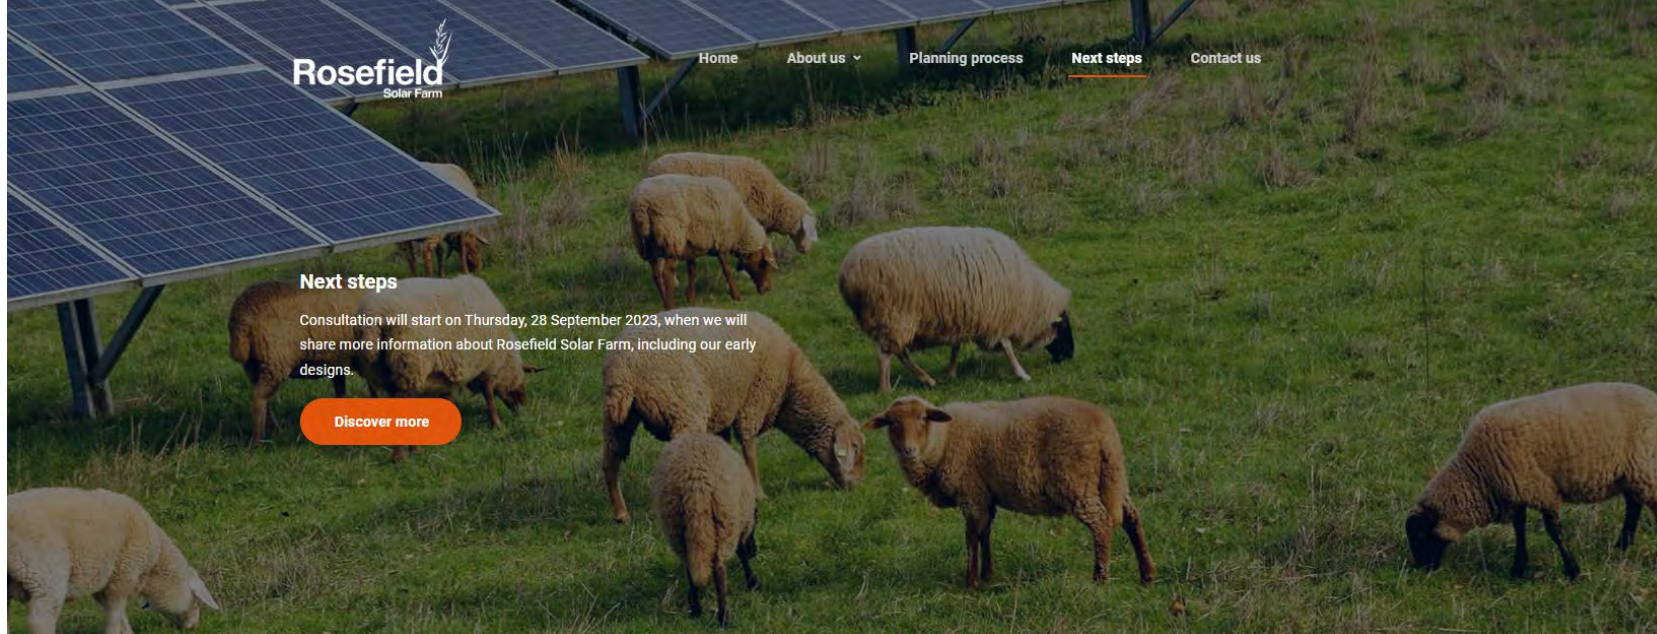 Rosefield
Solar Farm
Home About us Planning process Next steps Contact us
Next steps
Consultation will start on Thursday, 28 September 2023, when we will
share more information about Rosefield Solar Farm, including our early
designs.
Discover more